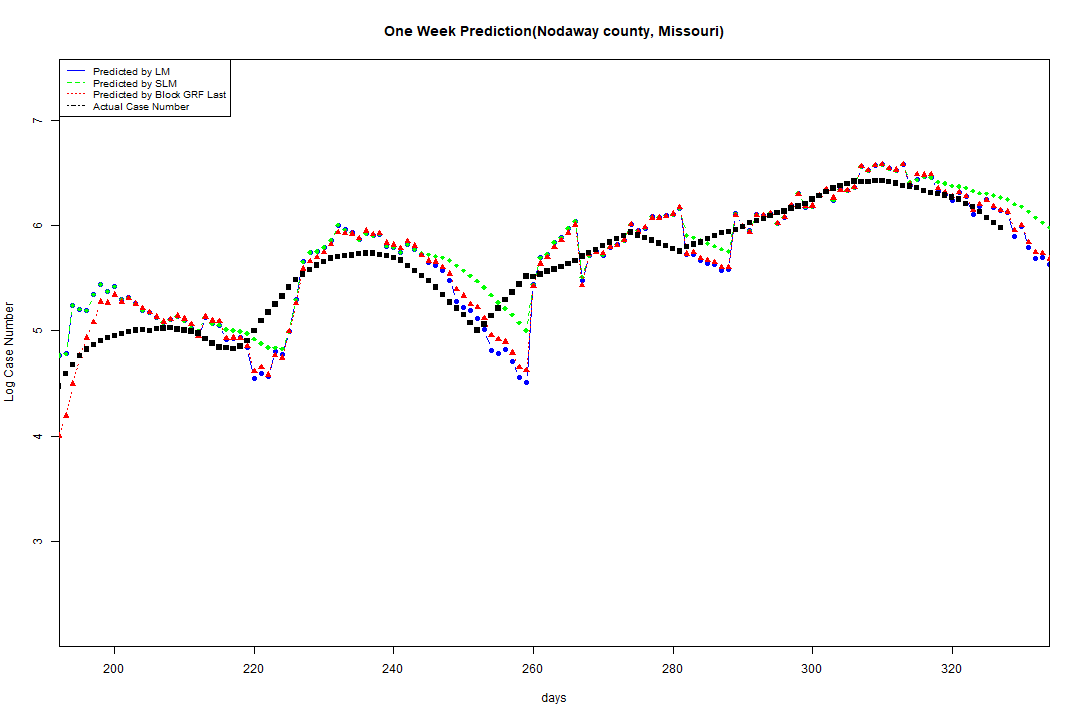 One Week Prediction(Nodaway county, Missouri)
Predicted by LM
Predicted by SLM
Predicted by Block GRF Last
Actual Case Number
7
6
5
4
3
Log Case Number
200 220 240 260 280 300 320
days